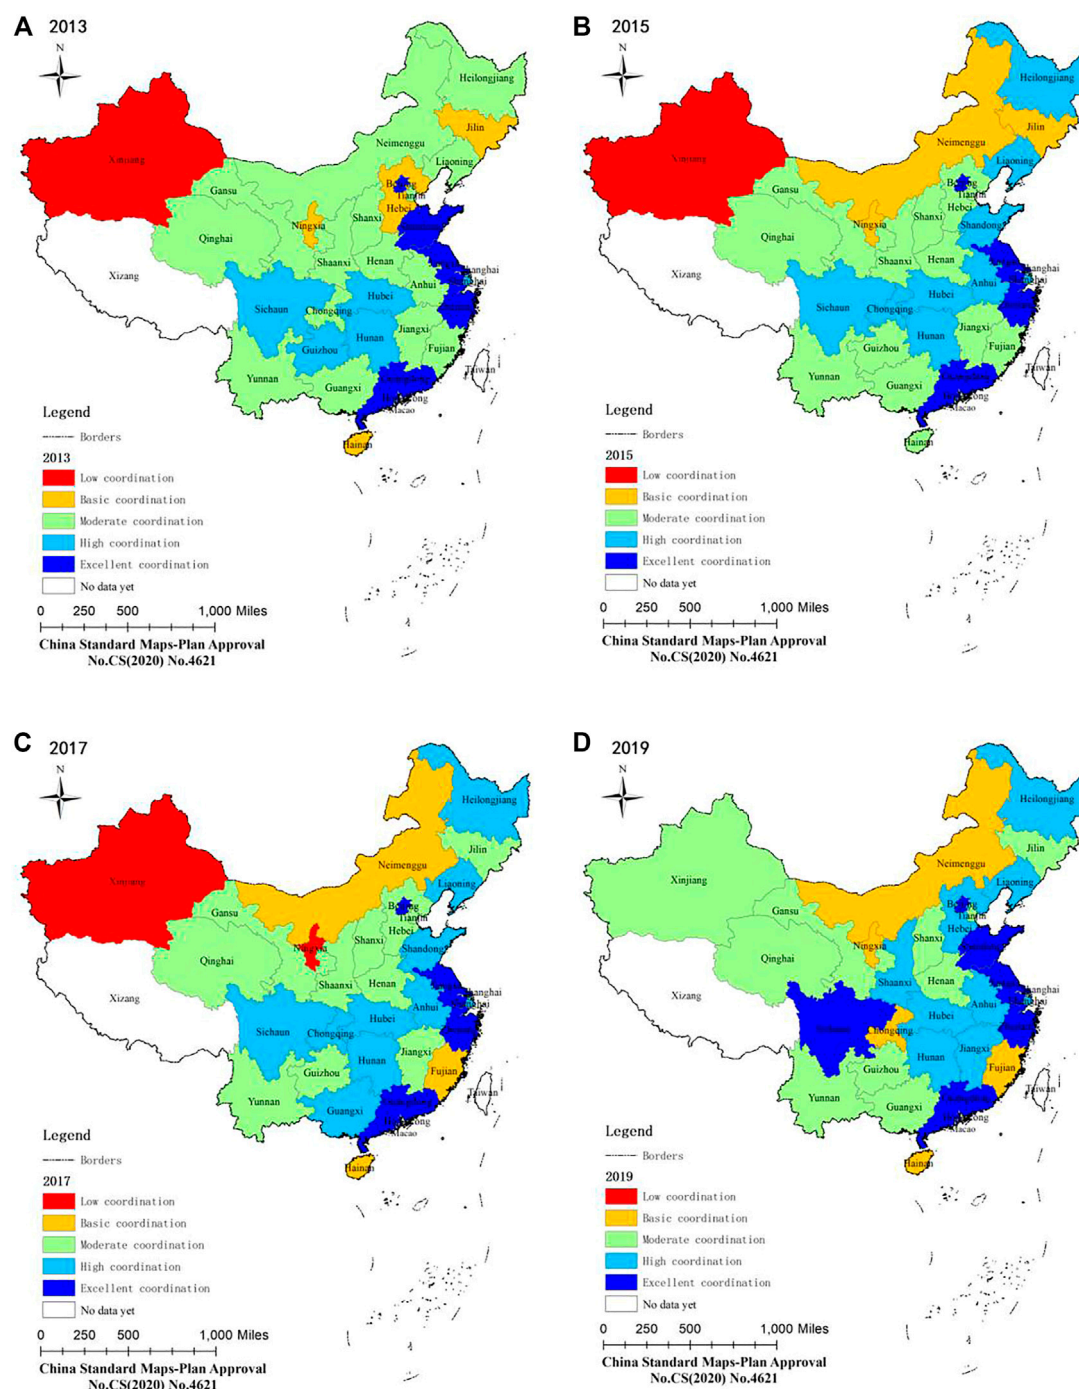 A
2013
N
Heilongjiang
Jilin
Neimenggu
Liaoning
Xinjiang
Gansu
Beijing
Tianjin
Hebei
Ningxia
Shanxi
Qinghai
Shaanxi
Henan
Xizang
Anhui
Shanghai
Sichaun
Hubei
Chongqing
Hunan
Jiangxi
Guizhou
Fujian
Yunnan
Guangxi
Guangdong
Taiwan
Macao
Hainan
Legend
Borders
2013
Low coordination
Basic coordination
Moderate coordination
High coordination
Excellent coordination
No data yet
0 250 500 1,000 Miles
China Standard Maps-Plan Approval
No.CS(2020) No.4621
B
2015
N
Heilongjiang
Jilin
Neimenggu
Liaoning
Xinjiang
Gansu
Beijing
Tianjin
Hebei
Ningxia
Shanxi
Shandong
Qinghai
Shaanxi
Henan
Xizang
Anhui
Shanghai
Sichaun
Hubei
Chongqing
Hunan
Jiangxi
Guizhou
Fujian
Yunnan
Guangxi
Guangdong
Taiwan
Macao
Hainan
Legend
Borders
2015
Low coordination
Basic coordination
Moderate coordination
High coordination
Excellent coordination
No data yet
0 250 500 1,000 Miles
China Standard Maps-Plan Approval
No.CS(2020) No.4621
C
2017
N
Heilongjiang
Jilin
Neimenggu
Liaoning
Xinjiang
Gansu
Beijing
Tianjin
Hebei
Ningxia
Shanxi
Shandong
Qinghai
Shaanxi
Henan
Xizang
Anhui
Shanghai
Sichaun
Hubei
Chongqing
Hunan
Jiangxi
Guizhou
Fujian
Yunnan
Guangxi
Guangdong
Taiwan
Macao
Hainan
Legend
Borders
2017
Low coordination
Basic coordination
Moderate coordination
High coordination
Excellent coordination
No data yet
0 250 500 1,000 Miles
China Standard Maps-Plan Approval
No.CS(2020) No.4621
D
2019
N
Heilongjiang
Jilin
Neimenggu
Liaoning
Xinjiang
Gansu
Beijing
Tianjin
Hebei
Ningxia
Shanxi
Qinghai
Shaanxi
Henan
Xizang
Anhui
Shanghai
Hubei
Chongqing
Hunan
Jiangxi
Guizhou
Fujian
Yunnan
Guangxi
Guangdong
Taiwan
Macao
Hainan
Legend
Borders
2019
Low coordination
Basic coordination
Moderate coordination
High coordination
Excellent coordination
No data yet
0 250 500 1,000 Miles
China Standard Maps-Plan Approval
No.CS(2020) No.4621